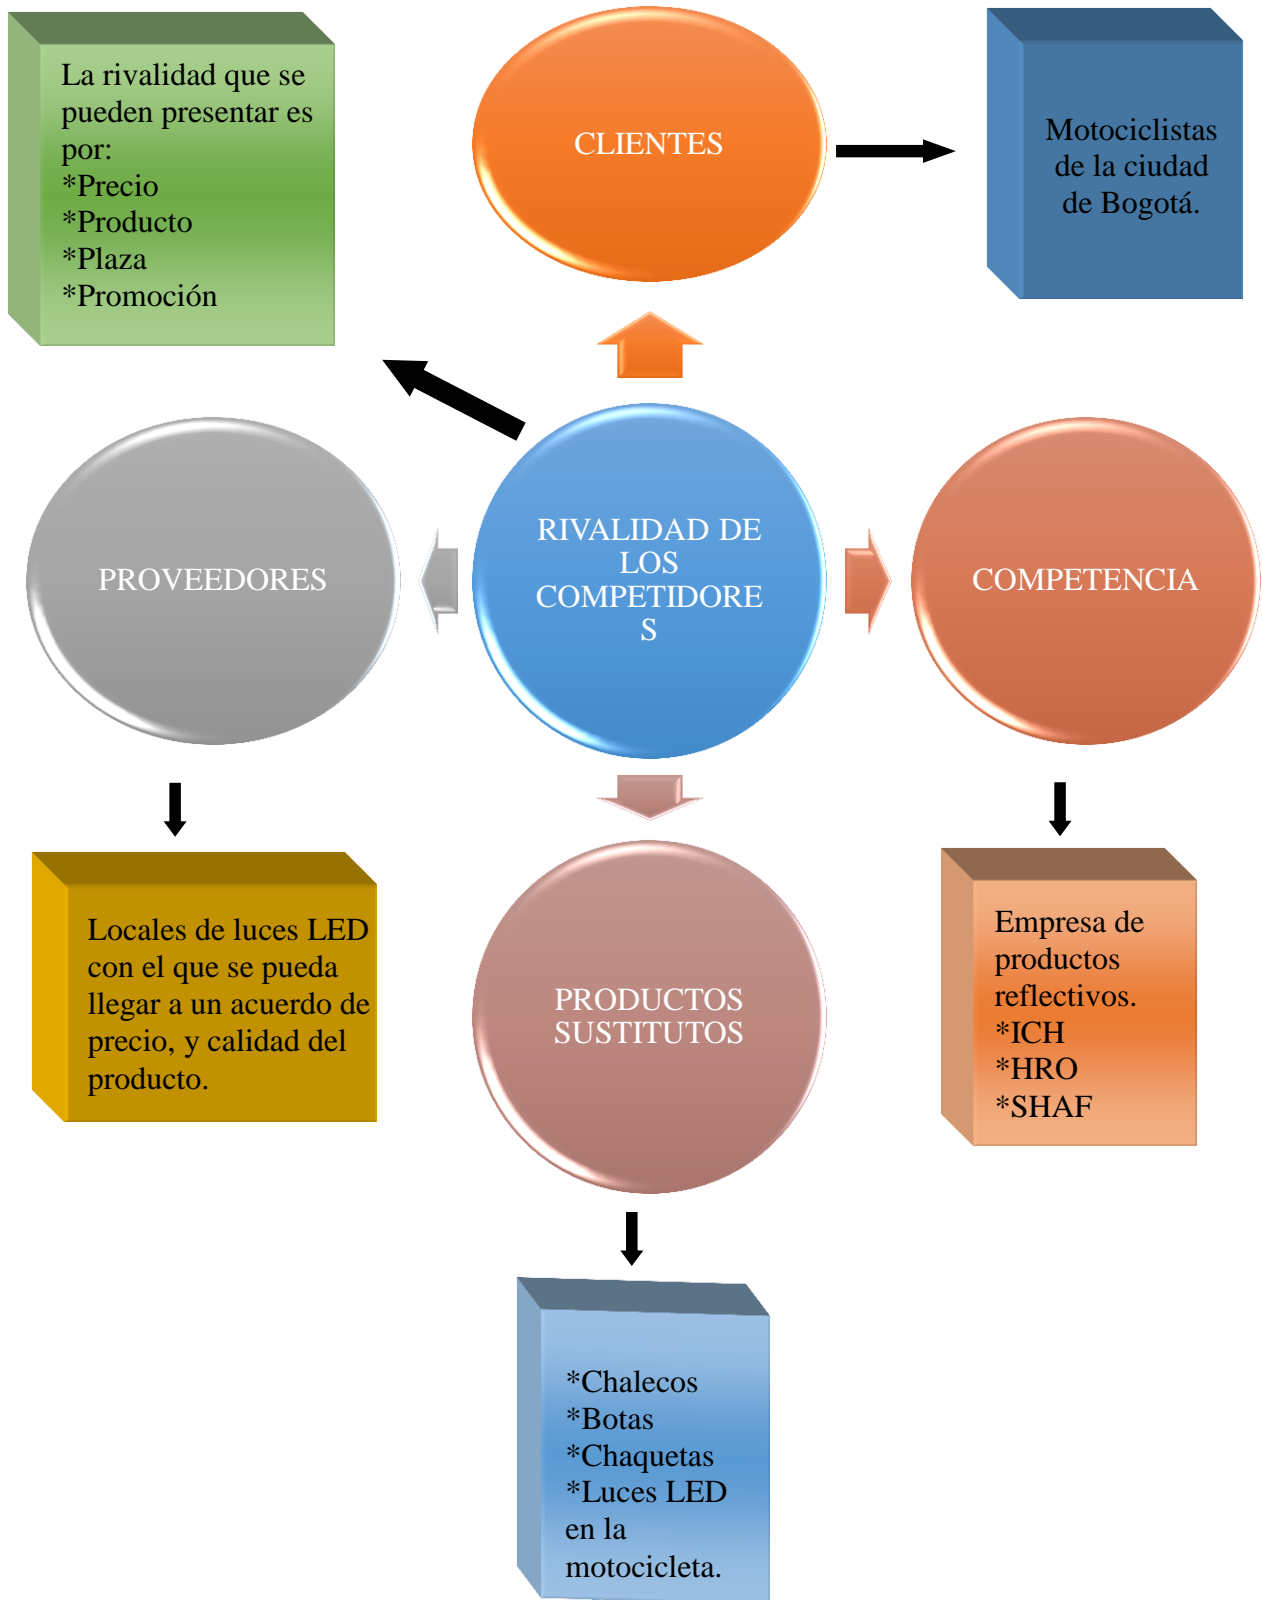 La rivalidad que se
pueden presentar es
por:
*Precio
*Producto
*Plaza
*Promoción
CLIENTES
Motociclistas
de la ciudad
de Bogotá.
PROVEEDORES
RIVALIDAD DE
LOS
COMPETIDORE
S
COMPETENCIA
Locales de luces LED
con el que se pueda
llegar a un acuerdo de
precio, y calidad del
producto.
PRODUCTOS
SUSTITUTOS
Empresa de
productos
reflectivos.
*ICH
*HRO
*SHAF
*Chalecos
*Botas
*Chaquetas
*Luces LED
en la
motocicleta.